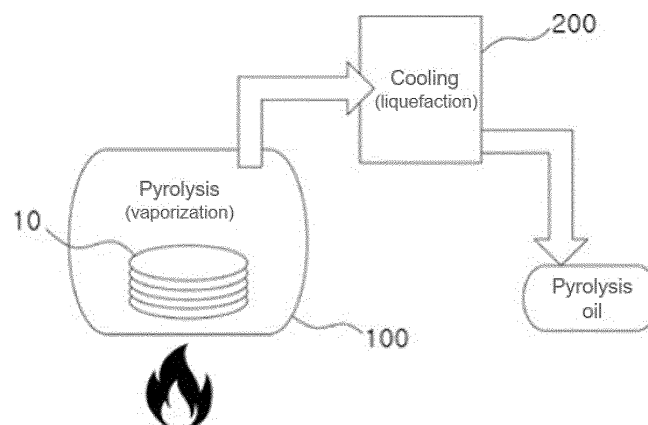 200
Cooling
(liquefaction)
Pyrolysis
(vaporization)
10
Pyrolysis
oil
100